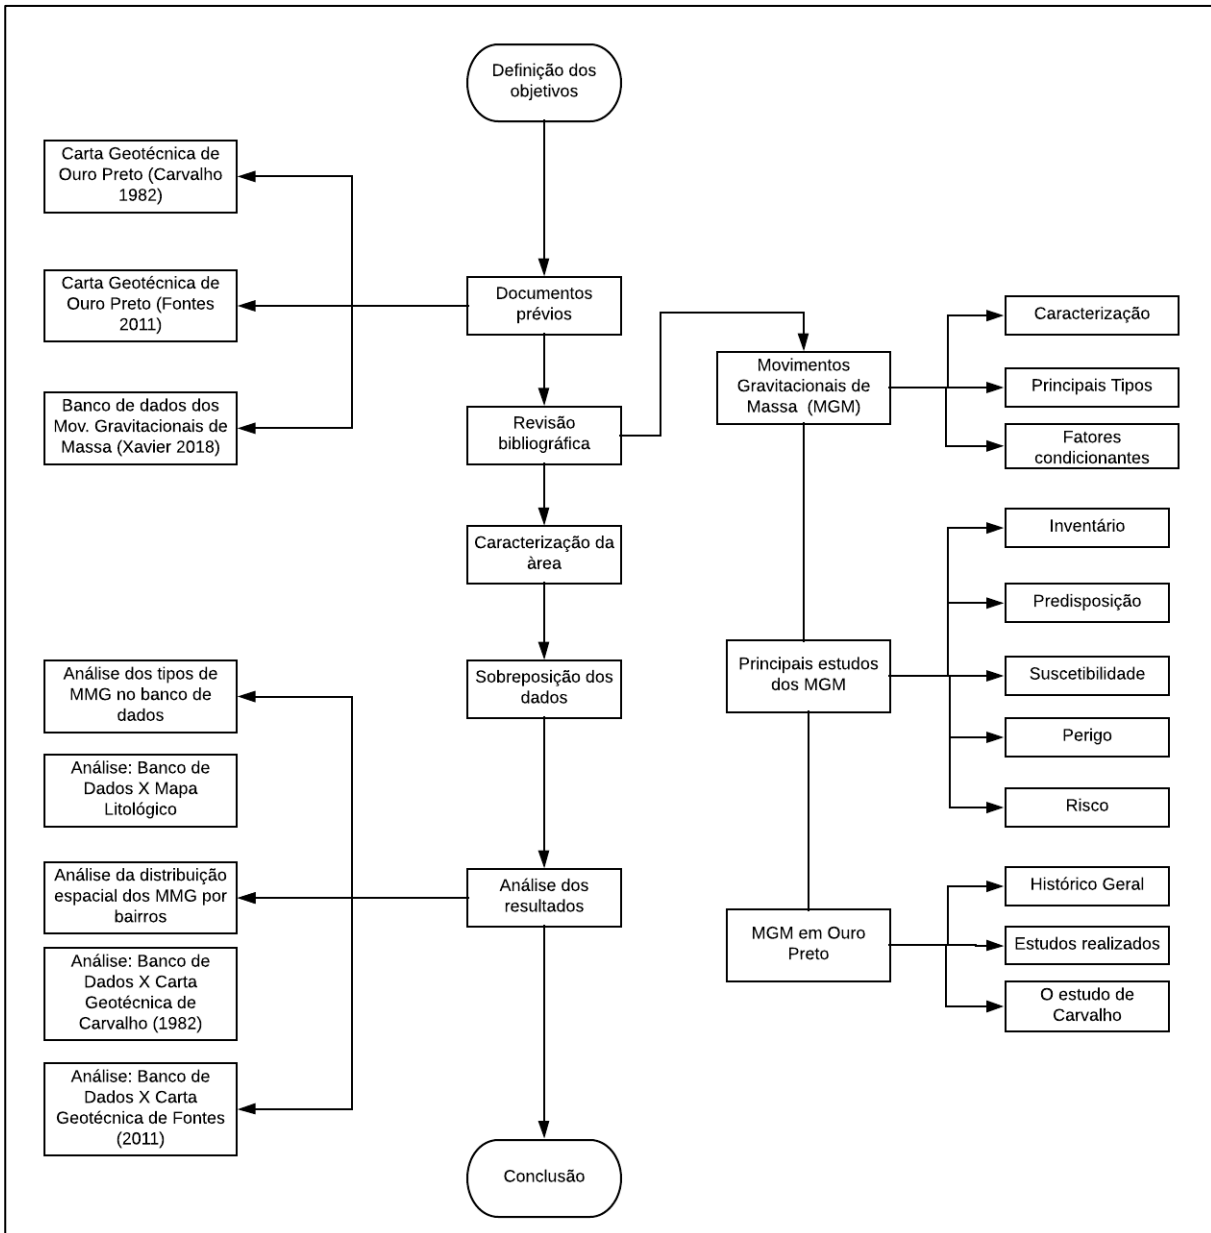 Definição dos
objetivos
Carta Geotécnica de
Ouro Preto (Carvalho
1982)
Carta Geotécnica de
Ouro Preto (Fontes
2011)
Banco de dados dos
Mov. Gravitacionais de
Massa (Xavier 2018)
Documentos
prévios
Revisão
bibliográfica
Caracterização da
àrea
Sobreposição dos
dados
Análise dos
resultados
Conclusão
Análise dos tipos de
MMG no banco de
dados
Análise: Banco de
Dados X Mapa
Litológico
Análise da distribuição
espacial dos MMG por
bairros
Análise: Banco de
Dados X Carta
Geotécnica de
Carvalho (1982)
Análise: Banco de
Dados X Carta
Geotécnica de Fontes
(2011)
Movimentos
Gravitacionais de
Massa (MGM)
Caracterização
Principais Tipos
Fatores
condicionantes
Principais estudos
dos MGM
Inventário
Predisposição
Suscetibilidade
Perigo
Risco
MGM em Ouro
Preto
Histórico Geral
Estudos realizados
O estudo de
Carvalho